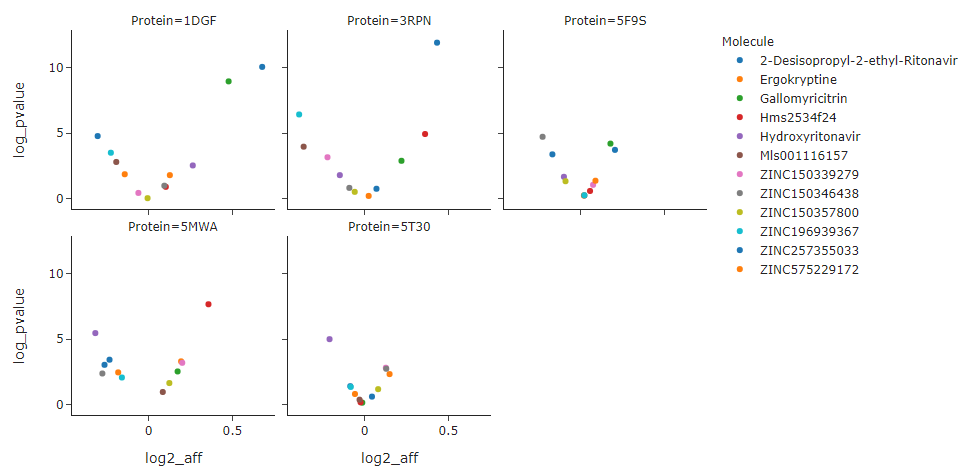 Protein=1DGF
Protein=3RPN
Protein=5F9S
10
5
0
log_pvalue
Protein=5MWA
Protein=5T30
10
5
0
log_pvalue
0
0.5
0
0.5
log2_aff
log2_aff
Molecule
2-Desisopropyl-2-ethyl-Ritonavir
Ergokryptine
Gallomyricitrin
Hms2534f24
Hydroxyritonavir
Mls001116157
ZINC150339279
ZINC150346438
ZINC150357800
ZINC196939367
ZINC257355033
ZINC575229172